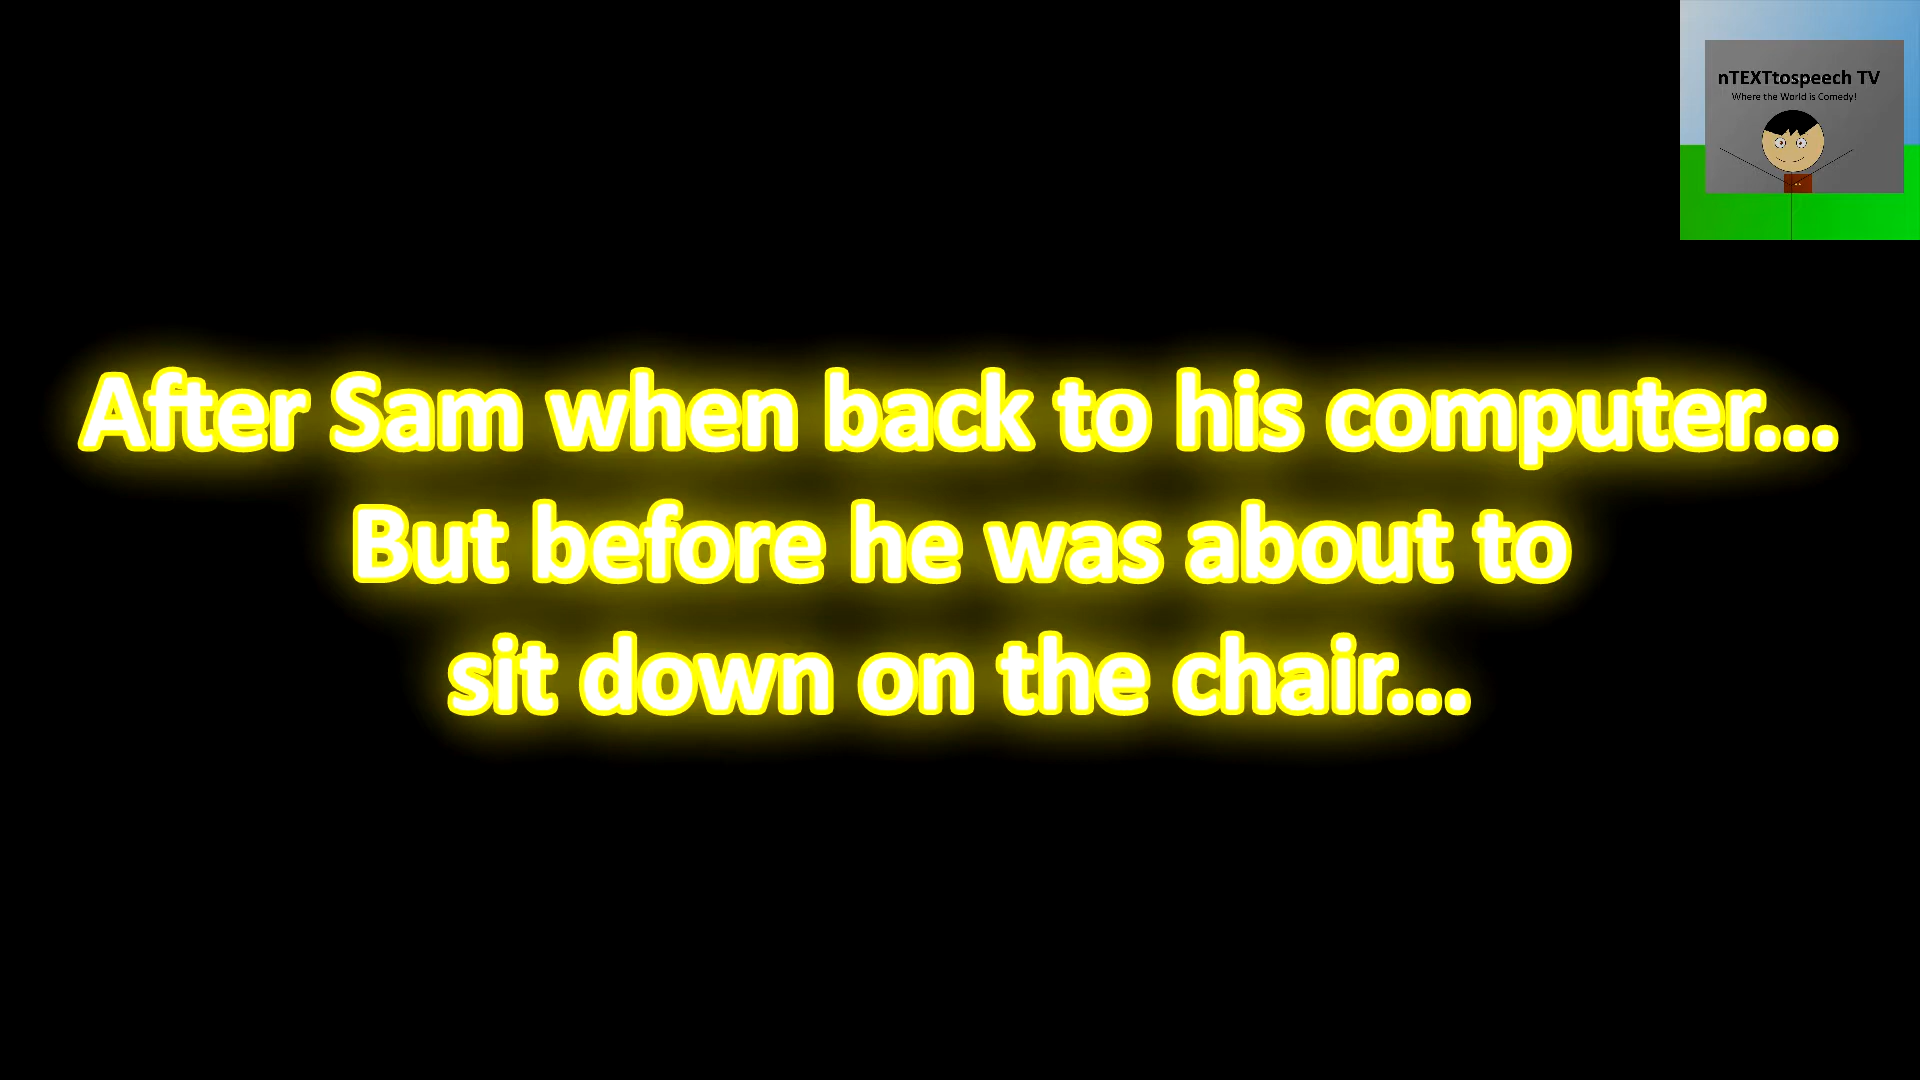 nTEXTtospeech TV
Where the World is Comedy!
After Sam when back to his computer...
But before he was about to
sit down on the chair...